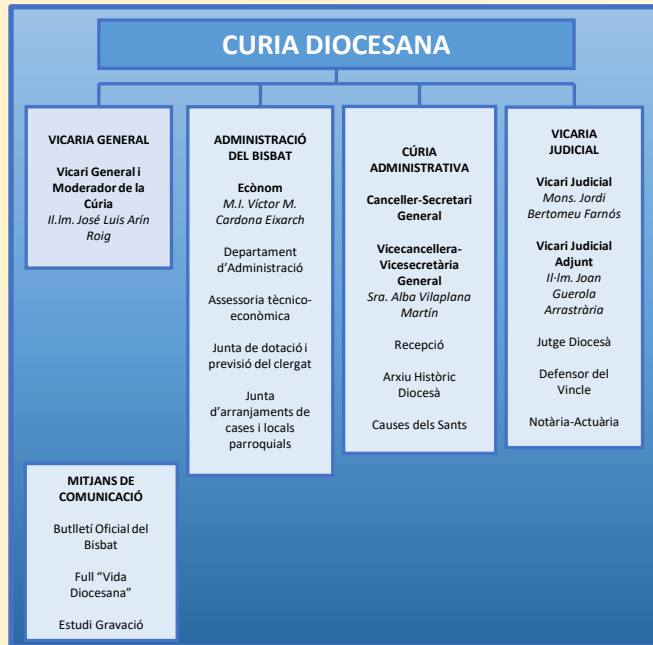 CURIA DIOCESANA
VICARIA GENERAL
Vicari General i
Moderador de la
Cúria
Il.lm. José Luis Arín
Roig
ADMINISTRACIÓ
DEL BISBAT
Ecònom
M.I. Víctor M.
Cardona Eixarch
Departament
d’Administració
Assessoria tècnico-
econòmica
Junta de dotació i
previsió del clergat
Junta
d’arranjaments de
cases i locals
parroquials
CÚRIA
ADMINISTRATIVA
Canceller-Secretari
General
Vicecancellera-
Vicesecretària
General
Sra. Alba Vilaplana
Martín
Recepció
Arxiu Històric
Diocesà
Causes dels Sants
VICARIA
JUDICIAL
Vicari Judicial
Mons. Jordi
Bertomeu Farnós
Vicari Judicial
Adjunt
Il·lm. Joan
Guerola
Arrastrària
Jutge Diocesà
Defensor del
Vincle
Notària-Actuària
MITJANS DE
COMUNICACIÓ
Butlletí Oficial del
Bisbat
Full “Vida
Diocesana”
Estudi Gravació